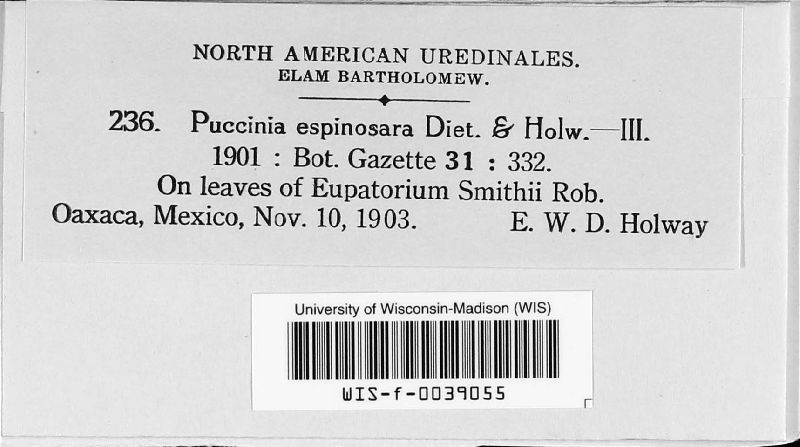 NORTH AMERICAN UREDINALES.
ELAM BARTHOLOMEW.
236. Puccinia espinosara Diet. & Holw.—III.
1901 : Bot. Gazette 31 : 332.
On leaves of Eupatorium Smithii Rob.
Oaxaca, Mexico, Nov. 10, 1903. E. W. D. Holway
University of Wisconsin-Madison (WIS)
WIS-f-0039055